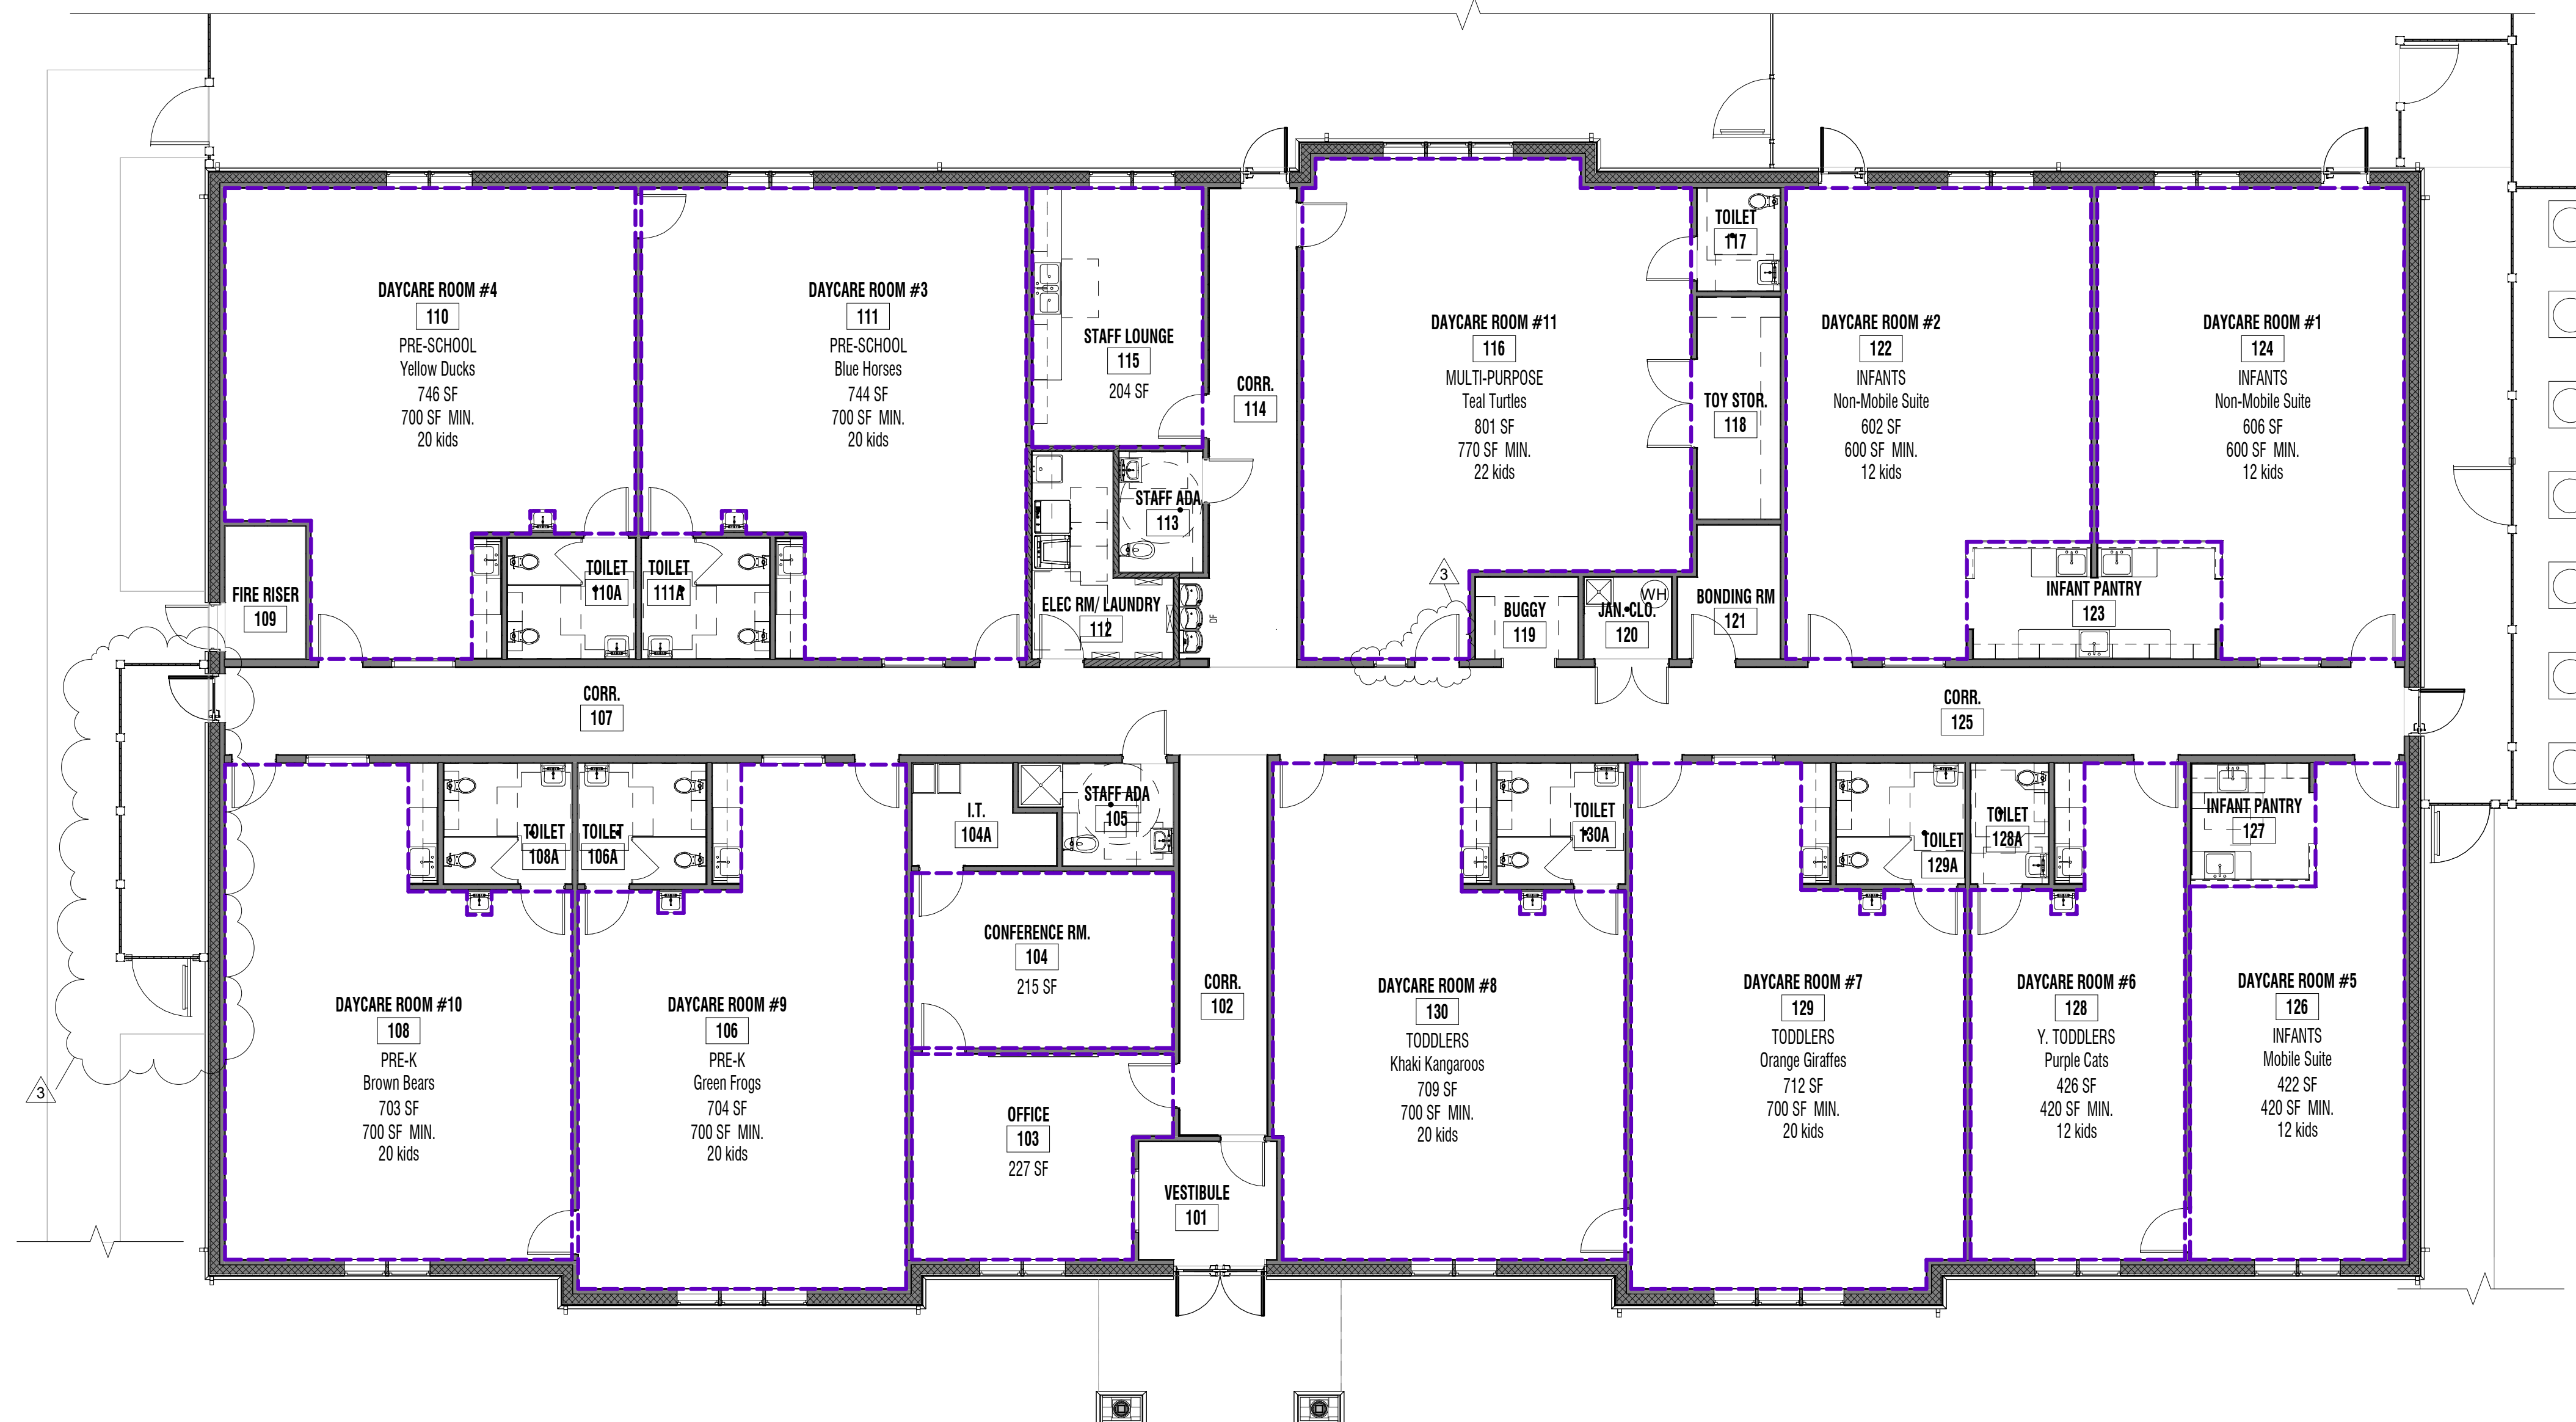 DAYCARE ROOM #4
110
PRE-SCHOOL
Yellow Ducks
746 SF
700 SF MIN.
20 kids
DAYCARE ROOM #3
111
PRE-SCHOOL
Blue Horses
744 SF
700 SF MIN.
20 kids
STAFF LOUNGE
115
204 SF
CORR.
114
DAYCARE ROOM #11
116
MULTI-PURPOSE
Teal Turtles
801 SF
770 SF MIN.
22 kids
TOILET
117
TOY STOR.
118
DAYCARE ROOM #2
122
INFANTS
Non-Mobile Suite
602 SF
600 SF MIN.
12 kids
DAYCARE ROOM #1
124
INFANTS
Non-Mobile Suite
606 SF
600 SF MIN.
12 kids
FIRE RISER
109
TOILET
110A
TOILET
111A
STAFF ADA
113
ELEC RM/ LAUNDRY
112
DF
3
BUGGY
119
WH
JAN. CLO.
120
BONDING RM
121
INFANT PANTRY
123
CORR.
107
CORR.
125
TOILET
108A
TOILET
106A
I.T.
104A
STAFF ADA
105
TOILET
130A
TOILET
129A
TOILET
128A
INFANT PANTRY
127
CONFERENCE RM.
104
215 SF
CORR.
102
DAYCARE ROOM #10
108
PRE-K
Brown Bears
703 SF
700 SF MIN.
20 kids
DAYCARE ROOM #9
106
PRE-K
Green Frogs
704 SF
700 SF MIN.
20 kids
OFFICE
103
227 SF
VESTIBULE
101
DAYCARE ROOM #8
130
TODDLERS
Khaki Kangaroos
709 SF
700 SF MIN.
20 kids
DAYCARE ROOM #7
129
TODDLERS
Orange Giraffes
712 SF
700 SF MIN.
20 kids
DAYCARE ROOM #6
128
Y. TODDLERS
Purple Cats
426 SF
420 SF MIN.
12 kids
DAYCARE ROOM #5
126
INFANTS
Mobile Suite
422 SF
420 SF MIN.
12 kids
3